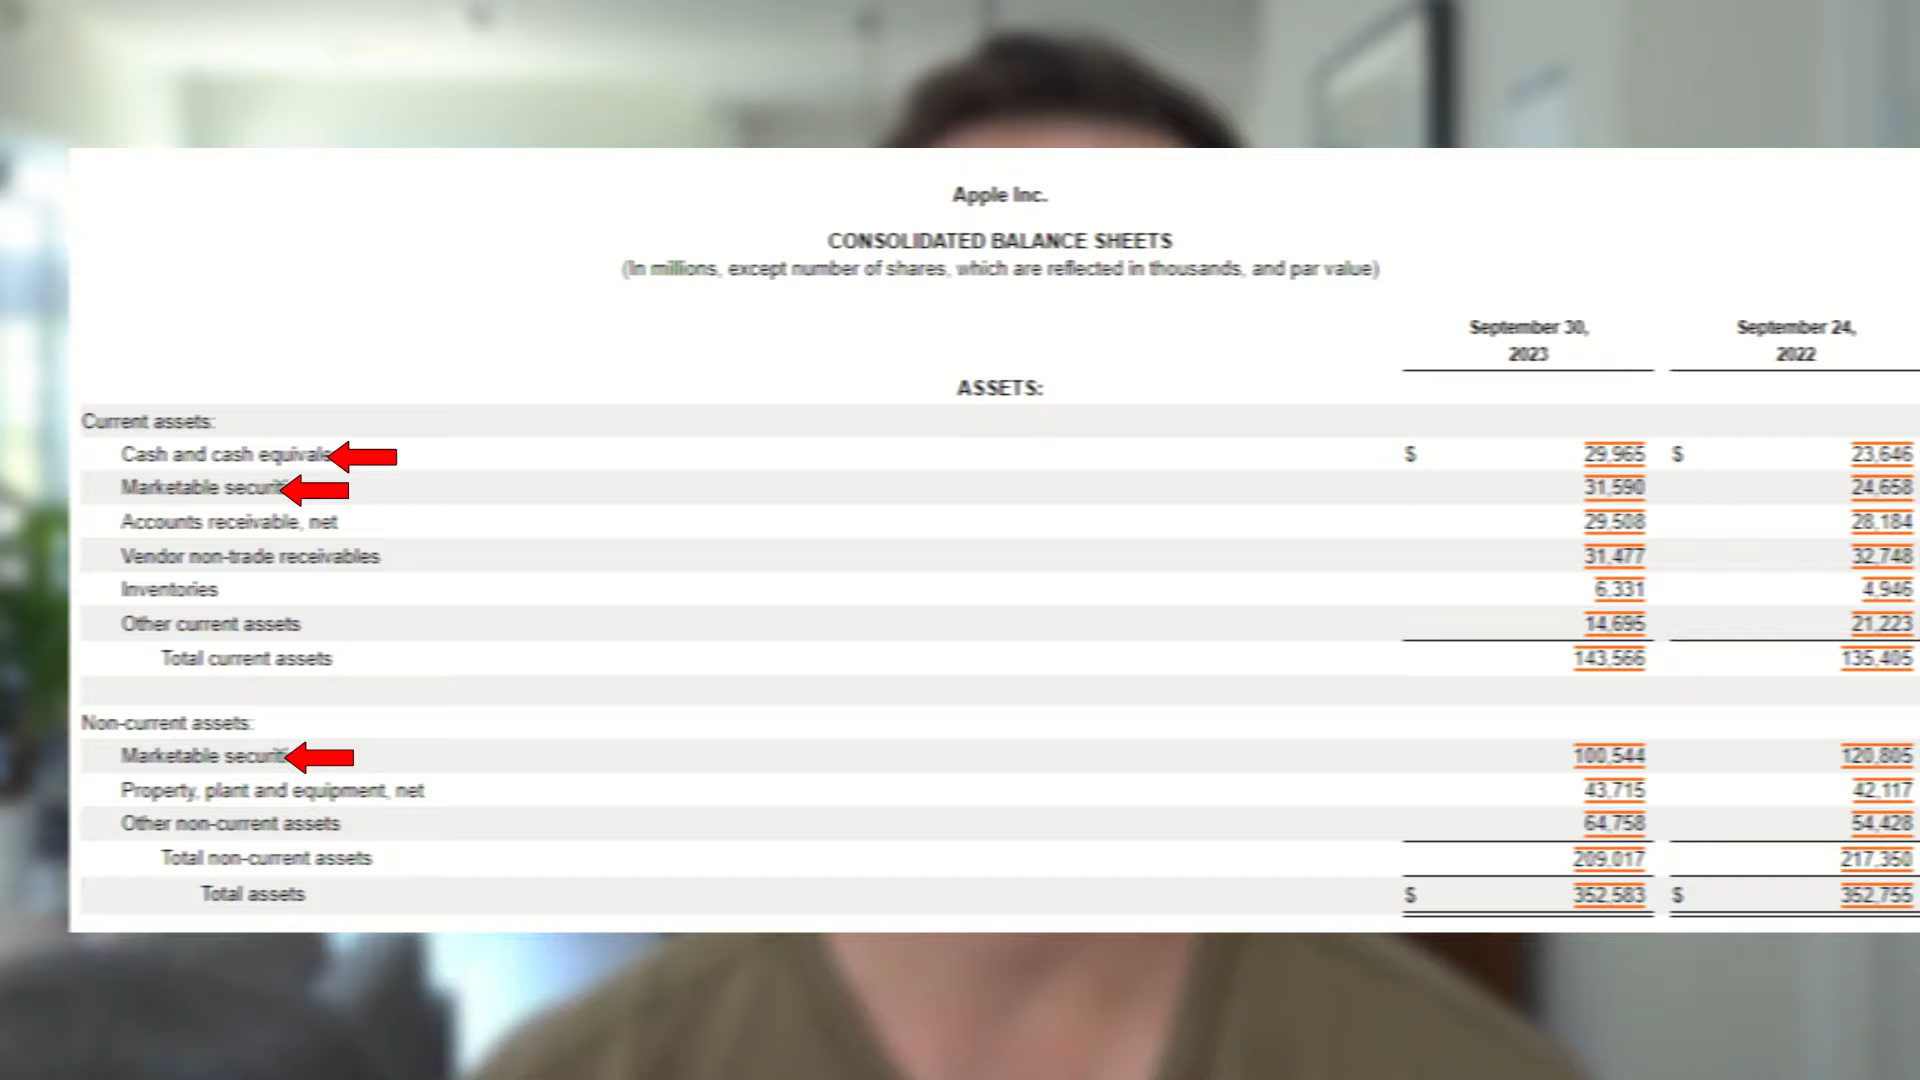 Apple Inc.
CONSOLIDATED BALANCE SHEETS
(In millions, except number of shares, which are reflected in thousands, and par value)
September 30, 2023 September 24, 2022
ASSETS:
Current assets:
Cash and cash equivale $ 29,965 $ 23,646
Marketable securiti 31,590 24,658
Accounts receivable, net 29,508 28,184
Vendor non-trade receivables 31,477 32,748
Inventories 6,331 4,946
Other current assets 14,695 21,223
Total current assets 143,566 135,405
Non-current assets:
Marketable securiti 100,544 120,805
Property, plant and equipment, net 43,715 42,117
Other non-current assets 64,758 54,428
Total non-current assets 209,017 217,350
Total assets $ 352,583 $ 352,755